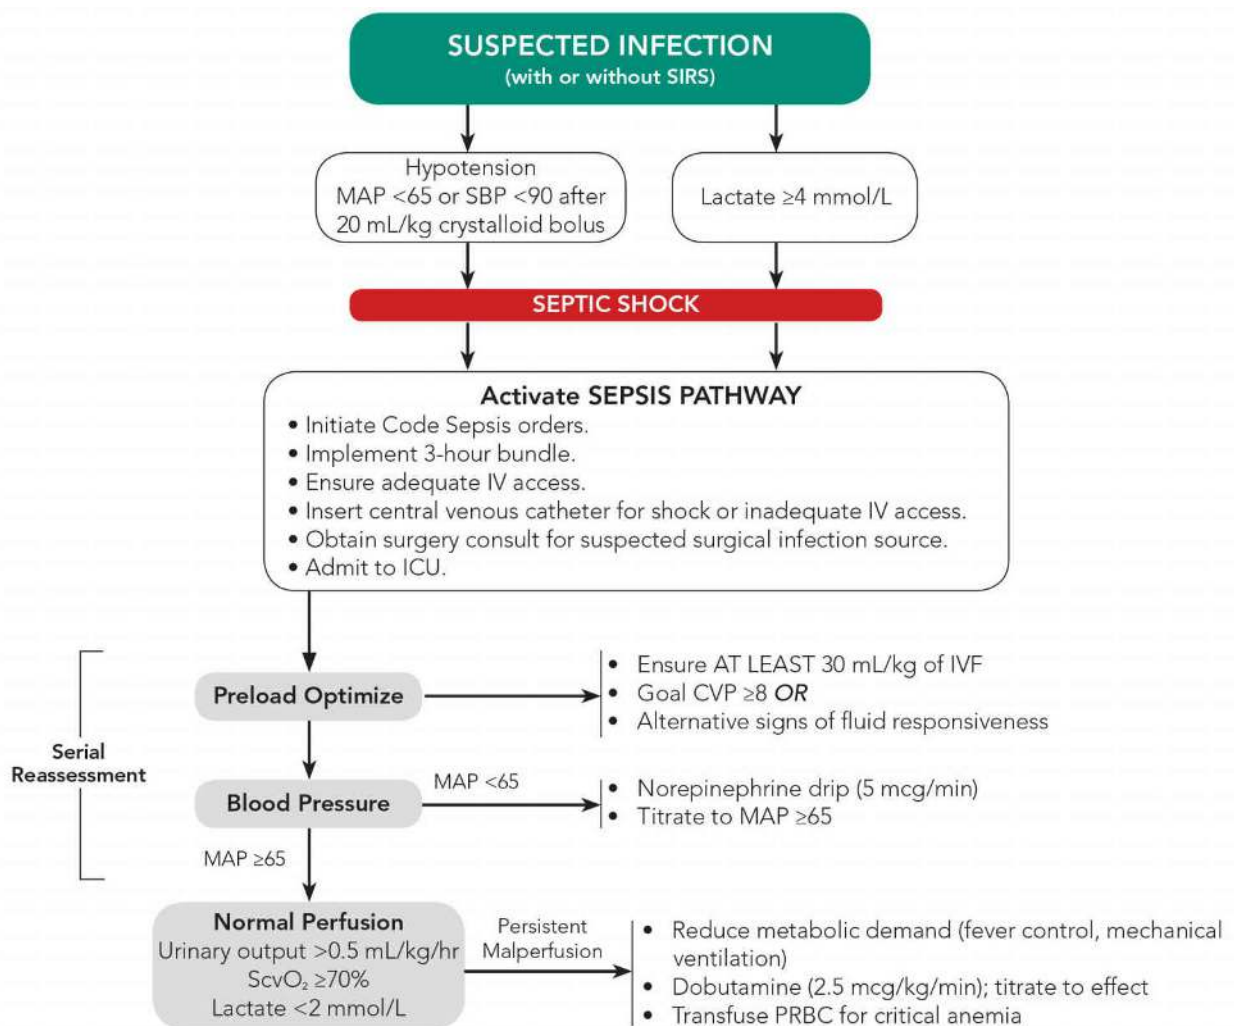 SUSPECTED INFECTION
(with or without SIRS)
Hypotension
MAP <65 or SBP <90 after
20 mL/kg crystalloid bolus
Lactate ≥4 mmol/L
SEPTIC SHOCK
Activate SEPSIS PATHWAY
• Initiate Code Sepsis orders.
• Implement 3-hour bundle.
• Ensure adequate IV access.
• Insert central venous catheter for shock or inadequate IV access.
• Obtain surgery consult for suspected surgical infection source.
• Admit to ICU.
Serial
Reassessment
Preload Optimize
• Ensure AT LEAST 30 mL/kg of IVF
• Goal CVP ≥8 OR
• Alternative signs of fluid responsiveness
Blood Pressure
MAP <65
• Norepinephrine drip (5 mcg/min)
• Titrate to MAP ≥65
MAP ≥65
Normal Perfusion
Urinary output >0.5 mL/kg/hr
ScvO₂ ≥70%
Lactate <2 mmol/L
Persistent
Malperfusion
• Reduce metabolic demand (fever control, mechanical
ventilation)
• Dobutamine (2.5 mcg/kg/min); titrate to effect
• Transfuse PRBC for critical anemia